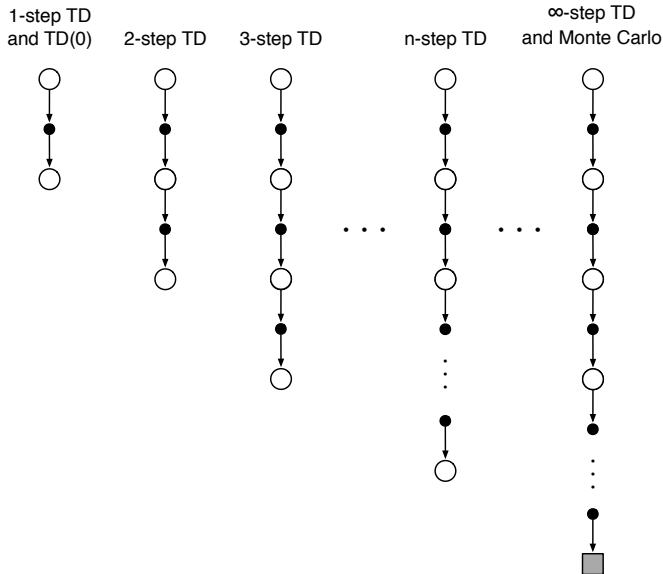 1-step TD
and TD(0)
2-step TD
3-step TD
n-step TD
∞-step TD
and Monte Carlo
· · ·
· · ·